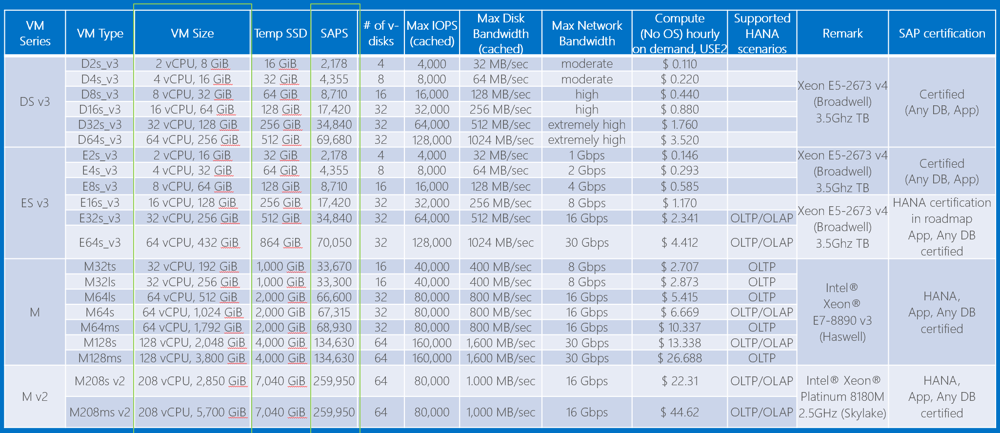 VM Series | VM Type | VM Size | Temp SSD | SAPS | # of v-disks | Max IOPS (cached) | Max Disk Bandwidth (cached) | Max Network Bandwidth | Compute (No OS) hourly on demand, USE2 | Supported HANA scenarios | Remark | SAP certification
DS v3 | D2s_v3 | 2 vCPU, 8 GiB | 16 GiB | 2,178 | 4 | 4,000 | 32 MB/sec | moderate | $ 0.110 | | Xeon E5-2673 v4 (Broadwell) 3.5Ghz TB | Certified (Any DB, App)
D4s_v3 | 4 vCPU, 16 GiB | 32 GiB | 4,355 | 8 | 8,000 | 64 MB/sec | moderate | $ 0.220
D8s_v3 | 8 vCPU, 32 GiB | 64 GiB | 8,710 | 16 | 16,000 | 128 MB/sec | high | $ 0.440
D16s_v3 | 16 vCPU, 64 GiB | 128 GiB | 17,420 | 32 | 32,000 | 256 MB/sec | high | $ 0.880
D32s_v3 | 32 vCPU, 128 GiB | 256 GiB | 34,840 | 32 | 64,000 | 512 MB/sec | extremely high | $ 1.760
D64s_v3 | 64 vCPU, 256 GiB | 512 GiB | 69,680 | 32 | 128,000 | 1024 MB/sec | extremely high | $ 3.520
ES v3 | E2s_v3 | 2 vCPU, 16 GiB | 32 GiB | 2,178 | 4 | 4,000 | 32 MB/sec | 1 Gbps | $ 0.146 | | Xeon E5-2673 v4 (Broadwell) 3.5Ghz TB | Certified (Any DB, App)
E4s_v3 | 4 vCPU, 32 GiB | 64 GiB | 4,355 | 8 | 8,000 | 64 MB/sec | 2 Gbps | $ 0.293
E8s_v3 | 8 vCPU, 64 GiB | 128 GiB | 8,710 | 16 | 16,000 | 128 MB/sec | 4 Gbps | $ 0.585
E16s_v3 | 16 vCPU, 128 GiB | 256 GiB | 17,420 | 32 | 32,000 | 256 MB/sec | 8 Gbps | $ 1.170 | | Xeon E5-2673 v4 (Broadwell) 3.5Ghz TB | HANA certification in roadmap App, Any DB certified
E32s_v3 | 32 vCPU, 256 GiB | 512 GiB | 34,840 | 32 | 64,000 | 512 MB/sec | 16 Gbps | $ 2.341 | OLTP/OLAP
E64s_v3 | 64 vCPU, 432 GiB | 864 GiB | 70,050 | 32 | 128,000 | 1024 MB/sec | 30 Gbps | $ 4.412 | OLTP/OLAP
M | M32ts | 32 vCPU, 192 GiB | 1,000 GiB | 33,670 | 16 | 40,000 | 400 MB/sec | 8 Gbps | $ 2.707 | OLTP | Intel® Xeon® E7-8890 v3 (Haswell) | HANA, App, Any DB certified
M32ls | 32 vCPU, 256 GiB | 1,000 GiB | 33,300 | 16 | 40,000 | 400 MB/sec | 8 Gbps | $ 2.873 | OLTP
M64ls | 64 vCPU, 512 GiB | 2,000 GiB | 66,600 | 32 | 80,000 | 800 MB/sec | 16 Gbps | $ 5.415 | OLTP
M64s | 64 vCPU, 1,024 GiB | 2,000 GiB | 67,315 | 32 | 80,000 | 800 MB/sec | 16 Gbps | $ 6.669 | OLTP/OLAP
M64ms | 64 vCPU, 1,792 GiB | 2,000 GiB | 68,930 | 32 | 80,000 | 800 MB/sec | 16 Gbps | $ 10.337 | OLTP
M128s | 128 vCPU, 2,048 GiB | 4,000 GiB | 134,630 | 64 | 160,000 | 1,600 MB/sec | 30 Gbps | $ 13.338 | OLTP/OLAP
M128ms | 128 vCPU, 3,800 GiB | 4,000 GiB | 134,630 | 64 | 160,000 | 1,600 MB/sec | 30 Gbps | $ 26.688 | OLTP
M v2 | M208s v2 | 208 vCPU, 2,850 GiB | 7,040 GiB | 259,950 | 64 | 80,000 | 1.000 MB/sec | 16 Gbps | $ 22.31 | OLTP/OLAP | Intel® Xeon® Platinum 8180M 2.5GHz (Skylake) | HANA, App, Any DB certified
M208ms v2 | 208 vCPU, 5,700 GiB | 7,040 GiB | 259,950 | 64 | 80,000 | 1,000 MB/sec | 16 Gbps | $ 44.62 | OLTP/OLAP